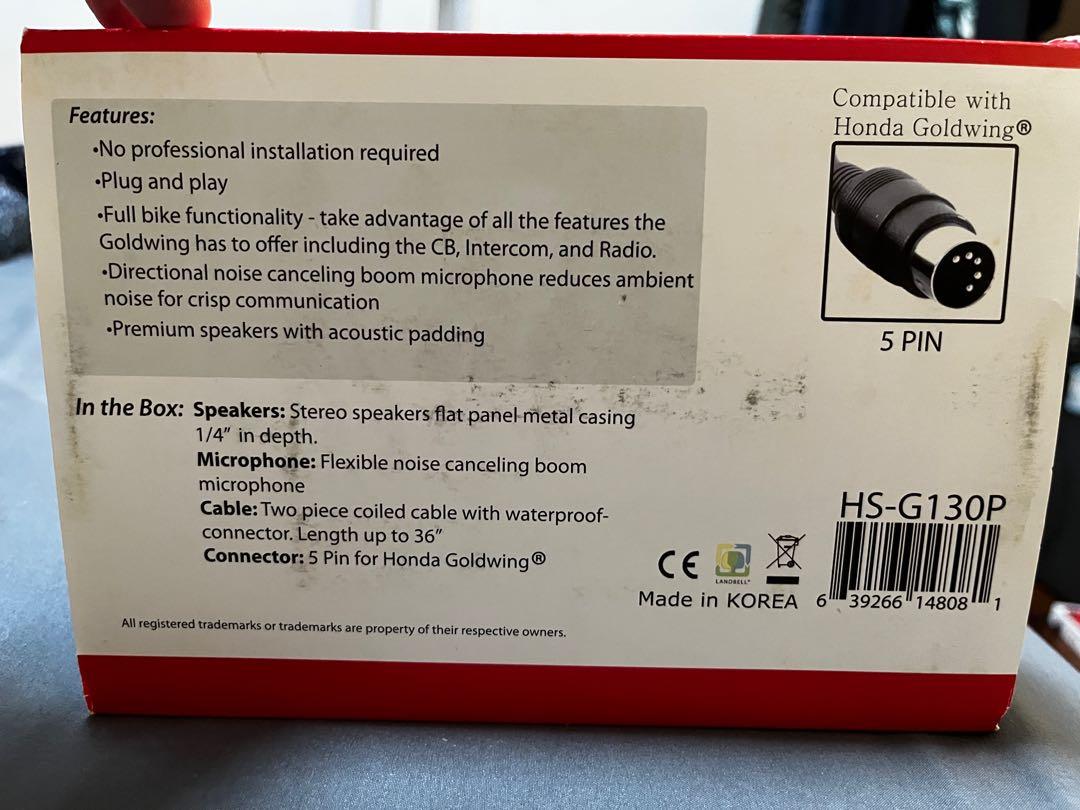 Features:
•No professional installation required
•Plug and play
•Full bike functionality - take advantage of all the features the
Goldwing has to offer including the CB, Intercom, and Radio.
•Directional noise canceling boom microphone reduces ambient
noise for crisp communication
•Premium speakers with acoustic padding
Compatible with
Honda Goldwing®
5 PIN
In the Box: Speakers: Stereo speakers flat panel metal casing
1/4" in depth.
Microphone: Flexible noise canceling boom
microphone
Cable: Two piece coiled cable with waterproof-
connector. Length up to 36"
Connector: 5 Pin for Honda Goldwing®
All registered trademarks or trademarks are property of their respective owners.
HS-G130P
CE
LANDBELL®
Made in KOREA
6 39266 14808 1